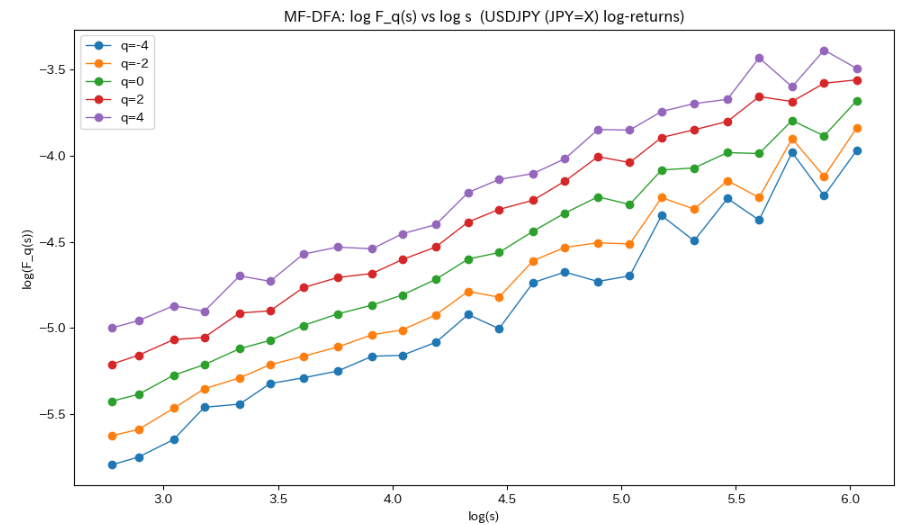 MF-DFA: log F_q(s) vs log s (USDJPY (JPY=X) log-returns)
q=-4
q=-2
q=0
q=2
q=4
−3.5
−4.0
−4.5
−5.0
−5.5
log(F_q(s))
3.0 3.5 4.0 4.5 5.0 5.5 6.0
log(s)